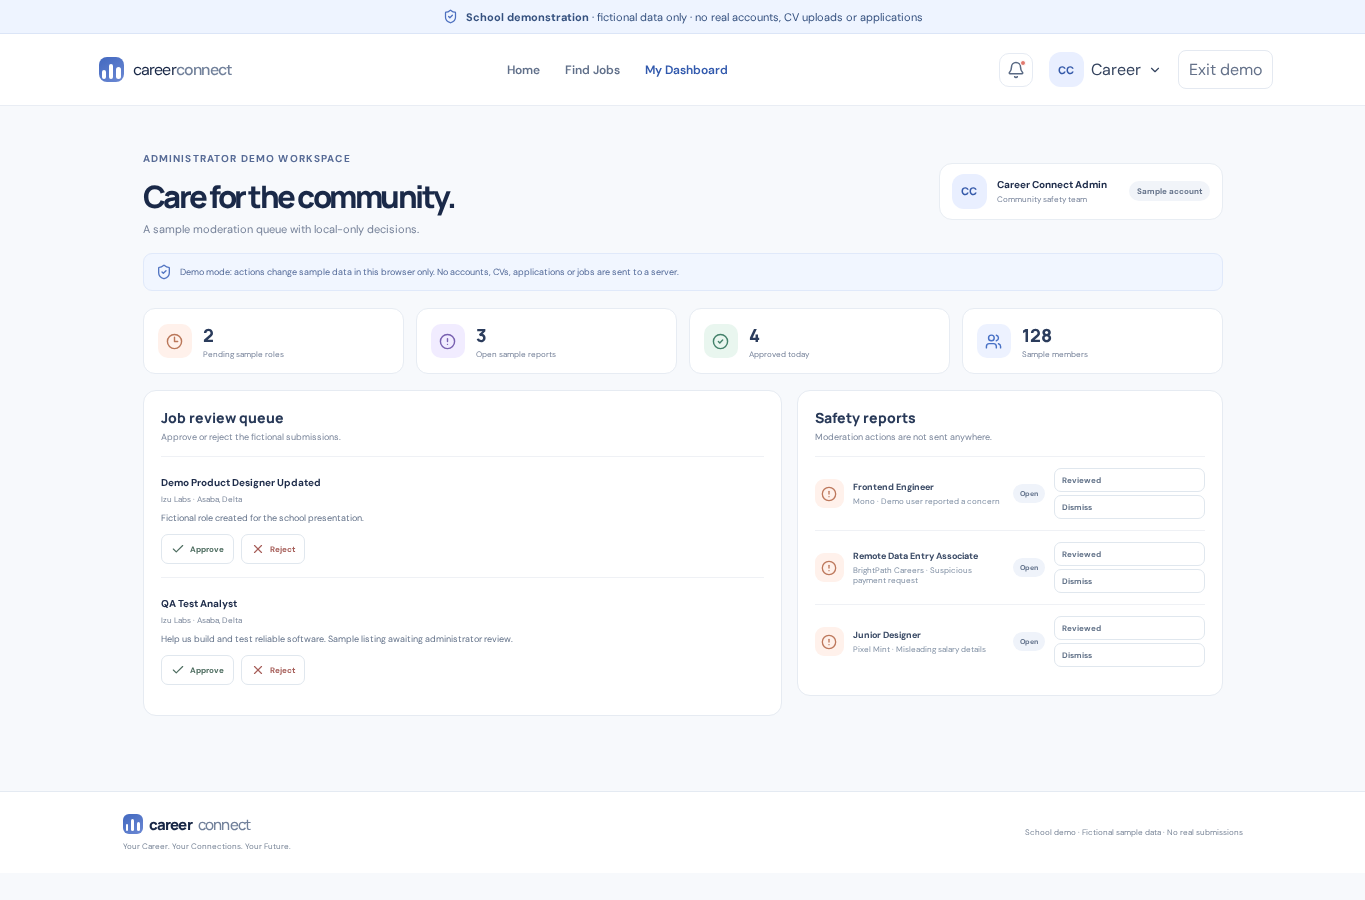 School demonstration · fictional data only · no real accounts, CV uploads or applications
careerconnect
Home
Find Jobs
My Dashboard
CC
Career
Exit demo
ADMINISTRATOR DEMO WORKSPACE
Care for the community.
A sample moderation queue with local-only decisions.
CC
Career Connect Admin
Community safety team
Sample account
Demo mode: actions change sample data in this browser only. No accounts, CVs, applications or jobs are sent to a server.
2
Pending sample roles
3
Open sample reports
4
Approved today
128
Sample members
Job review queue
Approve or reject the fictional submissions.
Demo Product Designer Updated
Izu Labs · Asaba, Delta
Fictional role created for the school presentation.
Approve
Reject
QA Test Analyst
Izu Labs · Asaba, Delta
Help us build and test reliable software. Sample listing awaiting administrator review.
Approve
Reject
Safety reports
Moderation actions are not sent anywhere.
Frontend Engineer
Mono · Demo user reported a concern
Open
Reviewed
Dismiss
Remote Data Entry Associate
BrightPath Careers · Suspicious
payment request
Open
Reviewed
Dismiss
Junior Designer
Pixel Mint · Misleading salary details
Open
Reviewed
Dismiss
career connect
Your Career. Your Connections. Your Future.
School demo · Fictional sample data · No real submissions